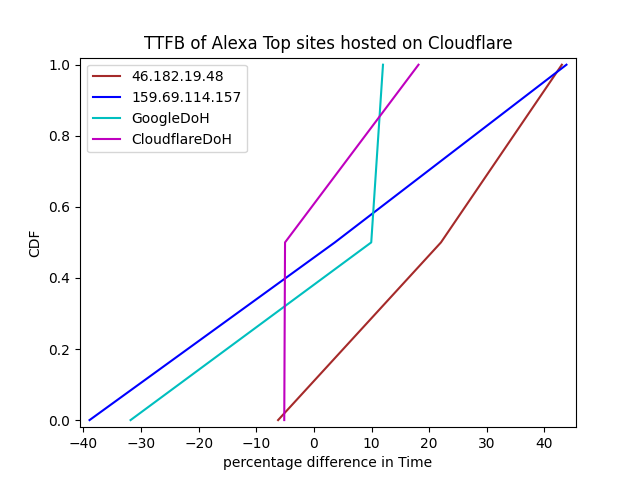 TTFB of Alexa Top sites hosted on Cloudflare
46.182.19.48
159.69.114.157
GoogleDoH
CloudflareDoH
CDF
1.0
0.8
0.6
0.4
0.2
0.0
−40 −30 −20 −10 0 10 20 30 40
percentage difference in Time